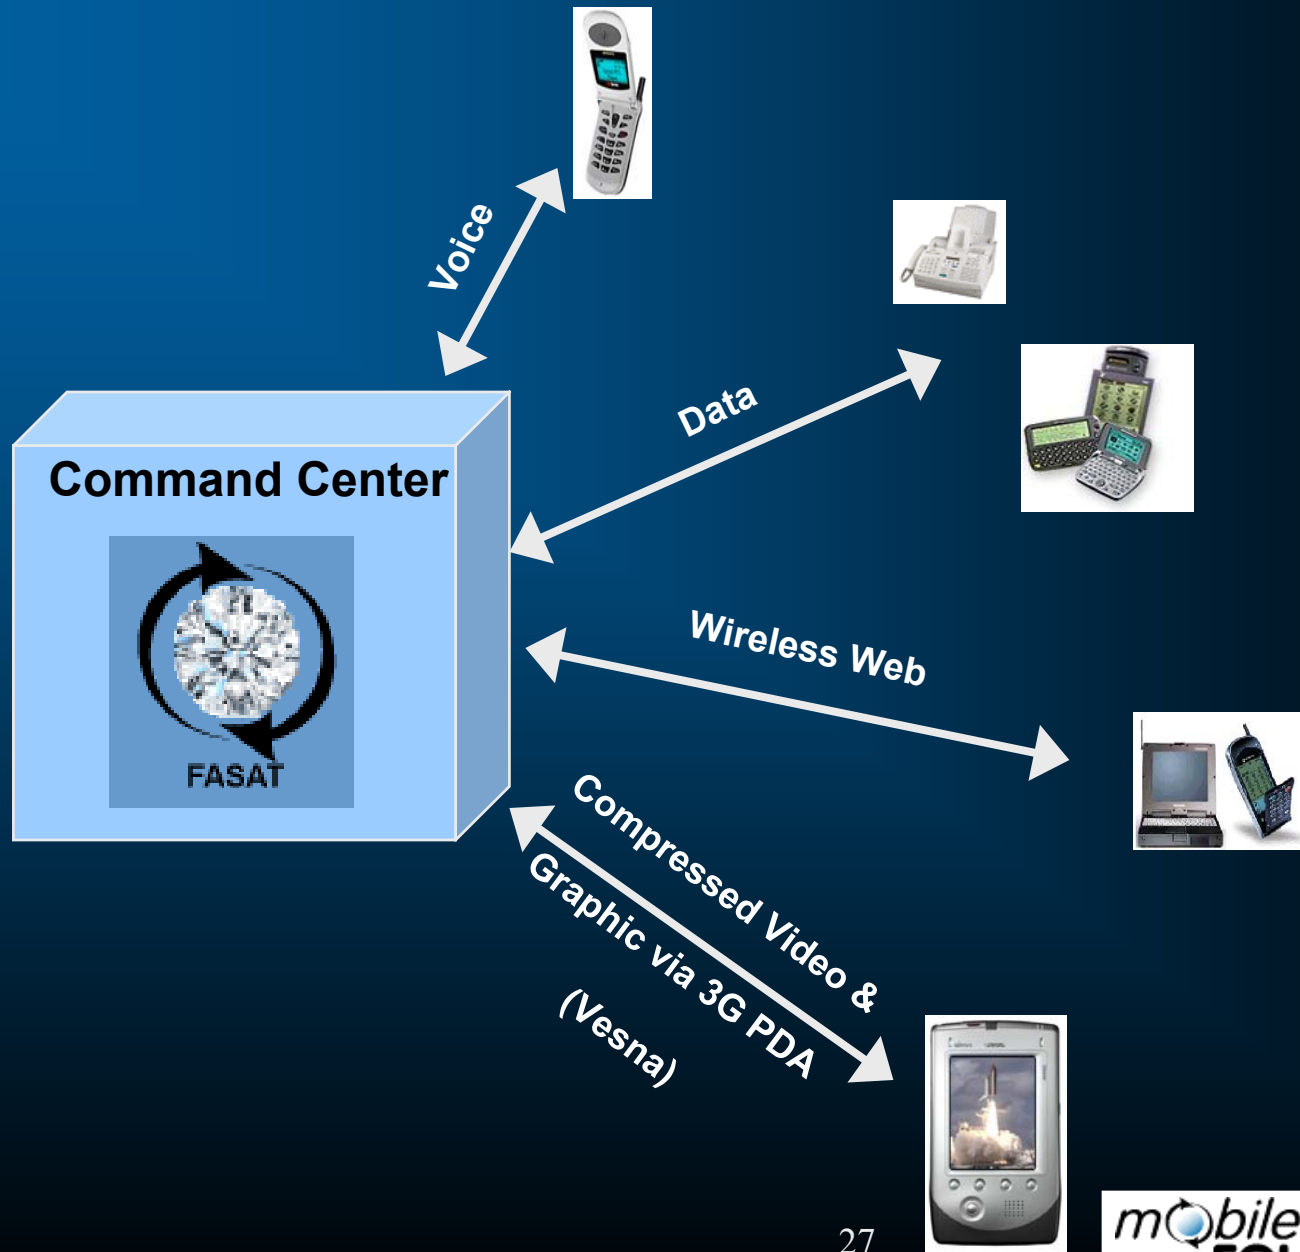 Voice
Data
Command Center
FASAT
Wireless Web
Compressed Video &
Graphic via 3G PDA
(Vesna)
27
mobile